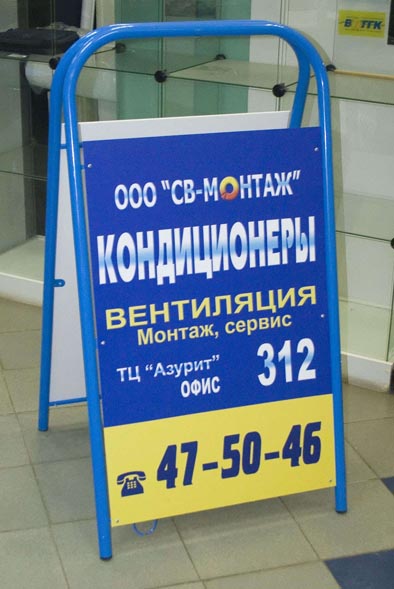 ООО "СВ-МОНТАЖ"
КОНДИЦИОНЕРЫ
ВЕНТИЛЯЦИЯ
Монтаж, сервис
ТЦ "Азурит"
ОФИС
312
47-50-46